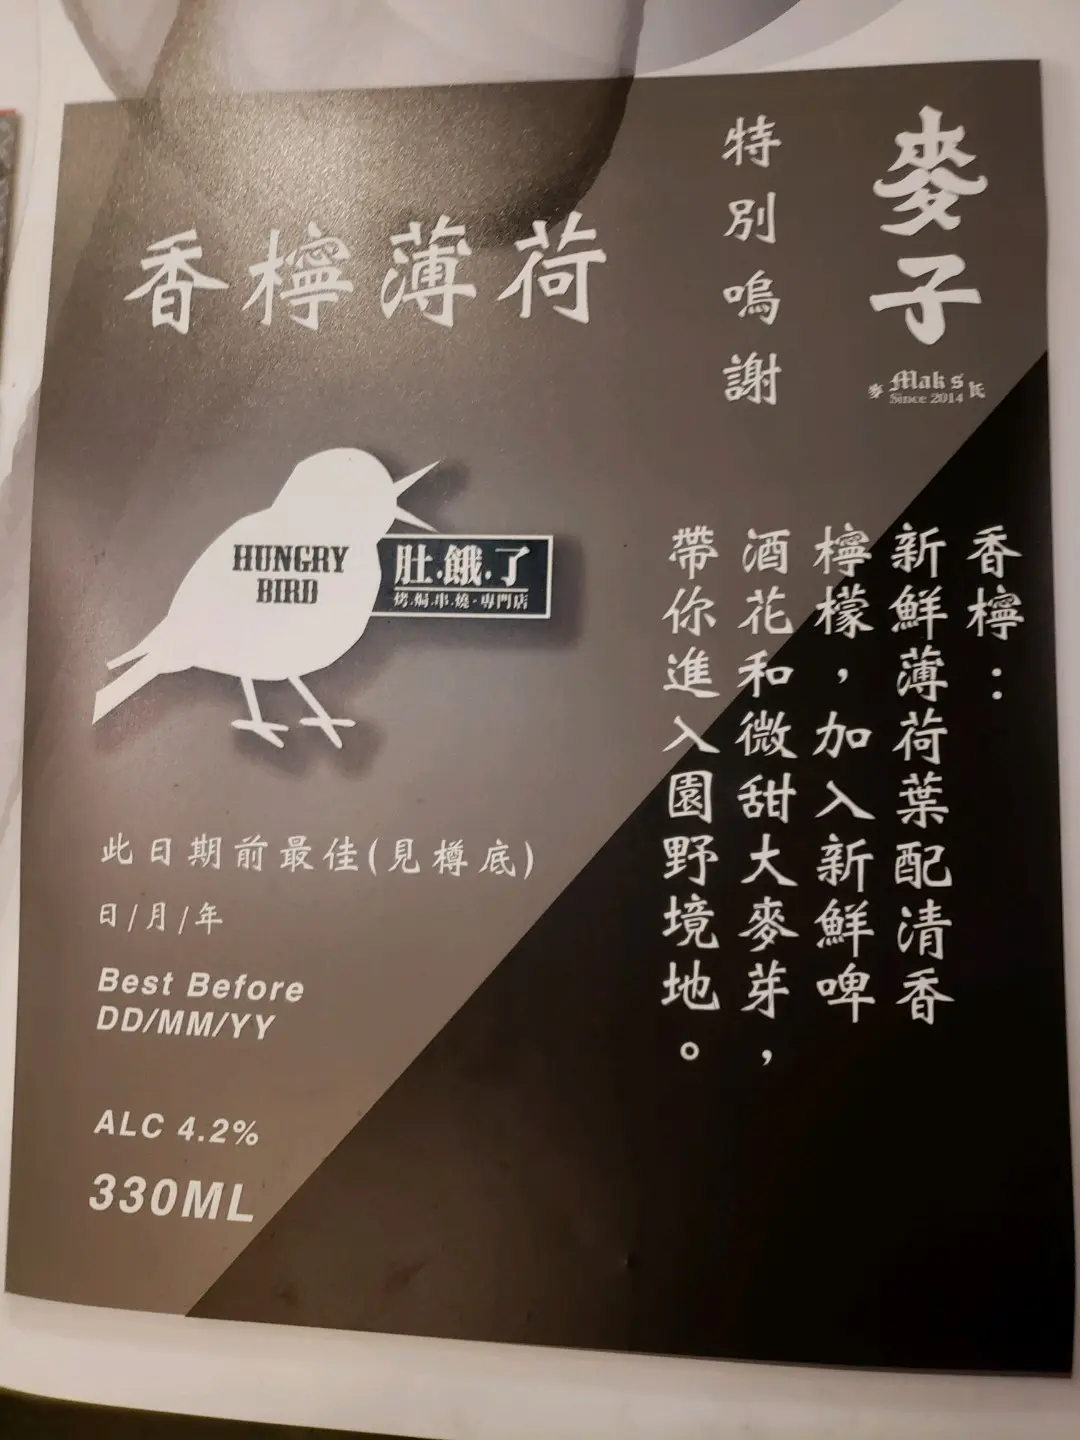 麥子
麥 Mak s 氏
Since 2014
特別鳴謝
香檸薄荷
HUNGRY
BIRD
肚.餓.了
烤.焗.串.燒.專門店
香檸：
新鮮薄荷葉配清香
檸檬，加入新鮮啤
酒花和微甜大麥芽，
帶你進入園野境地。
此日期前最佳(見樽底)
日/月/年
Best Before
DD/MM/YY
ALC 4.2%
330ML